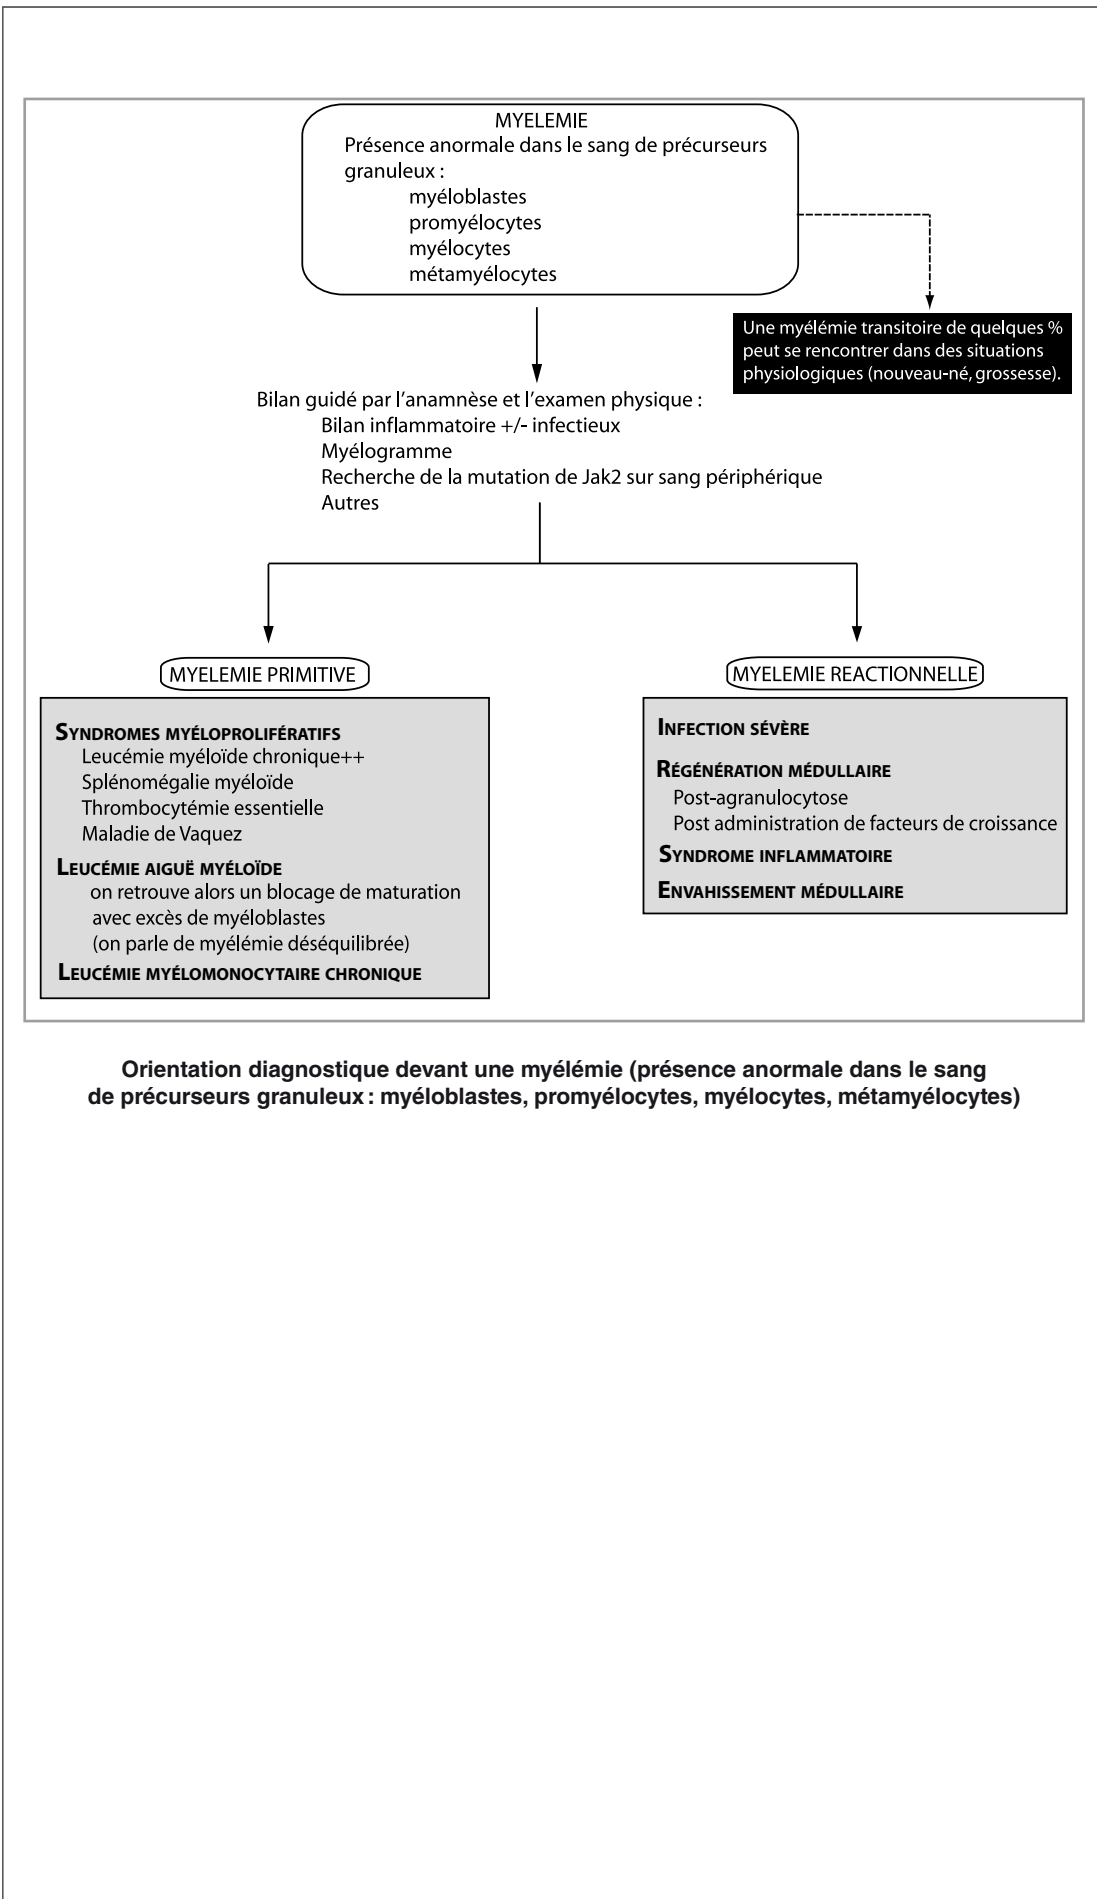 MYELEMIE
Présence anormale dans le sang de précurseurs
granuleux :
myéloblastes
promyélocytes
myélocytes
métamyélocytes
Une myélémie transitoire de quelques %
peut se rencontrer dans des situations
physiologiques (nouveau-né, grossesse).
Bilan guidé par l'anamnèse et l'examen physique :
Bilan inflammatoire +/- infectieux
Myélogramme
Recherche de la mutation de Jak2 sur sang périphérique
Autres
MYELEMIE PRIMITIVE
SYNDROMES MYÉLOPROLIFÉRATIFS
Leucémie myéloïde chronique++
Splénomégalie myéloïde
Thrombocytémie essentielle
Maladie de Vaquez
LEUCÉMIE AIGUË MYÉLOÏDE
on retrouve alors un blocage de maturation
avec excès de myéloblastes
(on parle de myélémie déséquilibrée)
LEUCÉMIE MYÉLOMONOCYTAIRE CHRONIQUE
MYELEMIE REACTIONNELLE
INFECTION SÉVÈRE
RÉGÉNÉRATION MÉDULLAIRE
Post-agranulocytose
Post administration de facteurs de croissance
SYNDROME INFLAMMATOIRE
ENVAHISSEMENT MÉDULLAIRE
Orientation diagnostique devant une myélémie (présence anormale dans le sang
de précurseurs granuleux : myéloblastes, promyélocytes, myélocytes, métamyélocytes)